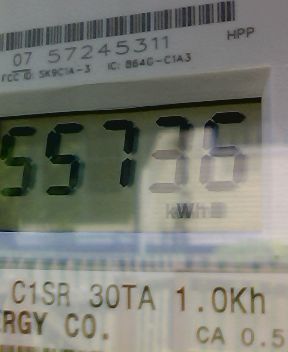 HPP
07 57245311
FCC ID: SK9C1A-3 IC: 864G-C1A3
55736
kWh
C1SR 30TA 1.0Kh
RGY CO.
CA 0.5